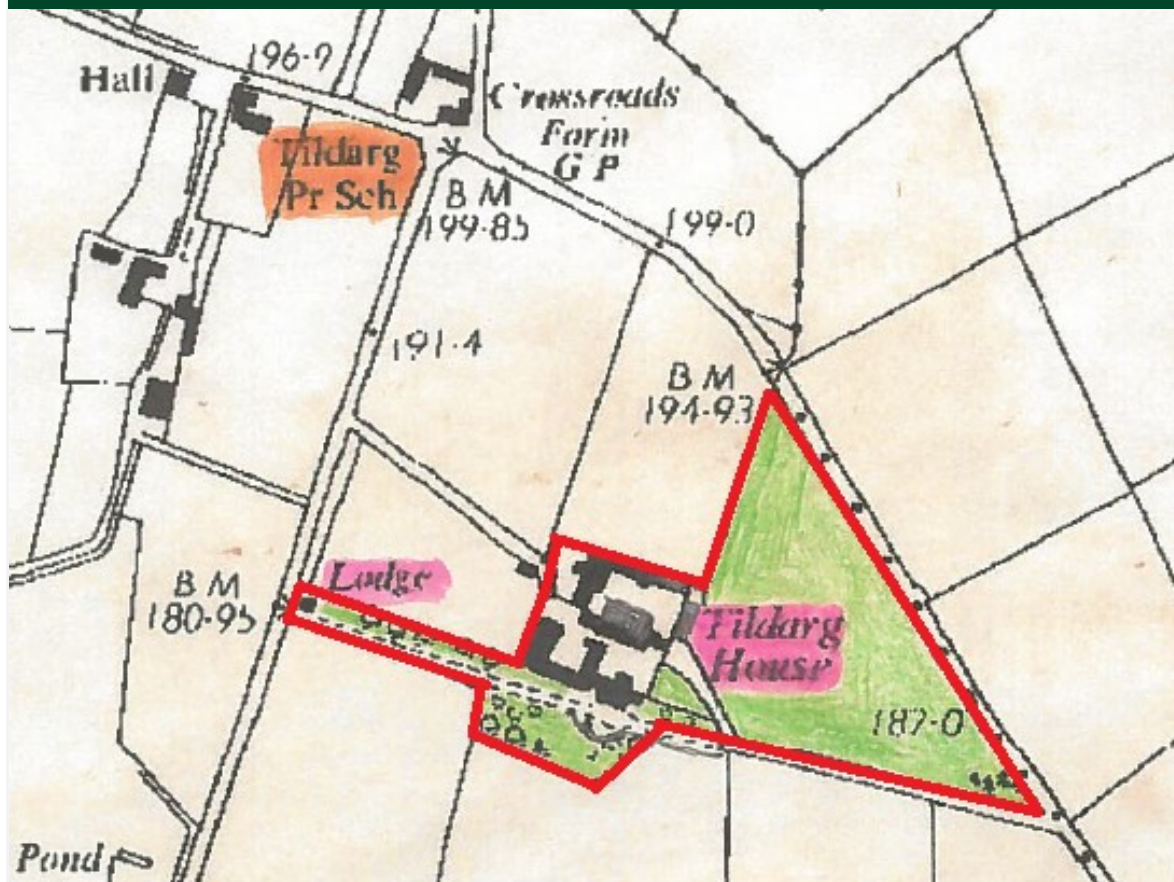 196-9
Hall
Crossroads
Farm
G P
Tildarg
Pr Sch
B M
199-85
199-0
191-4
B M
194-93
B M
180-95
Lodge
Tildarg
House
187-0
Pond